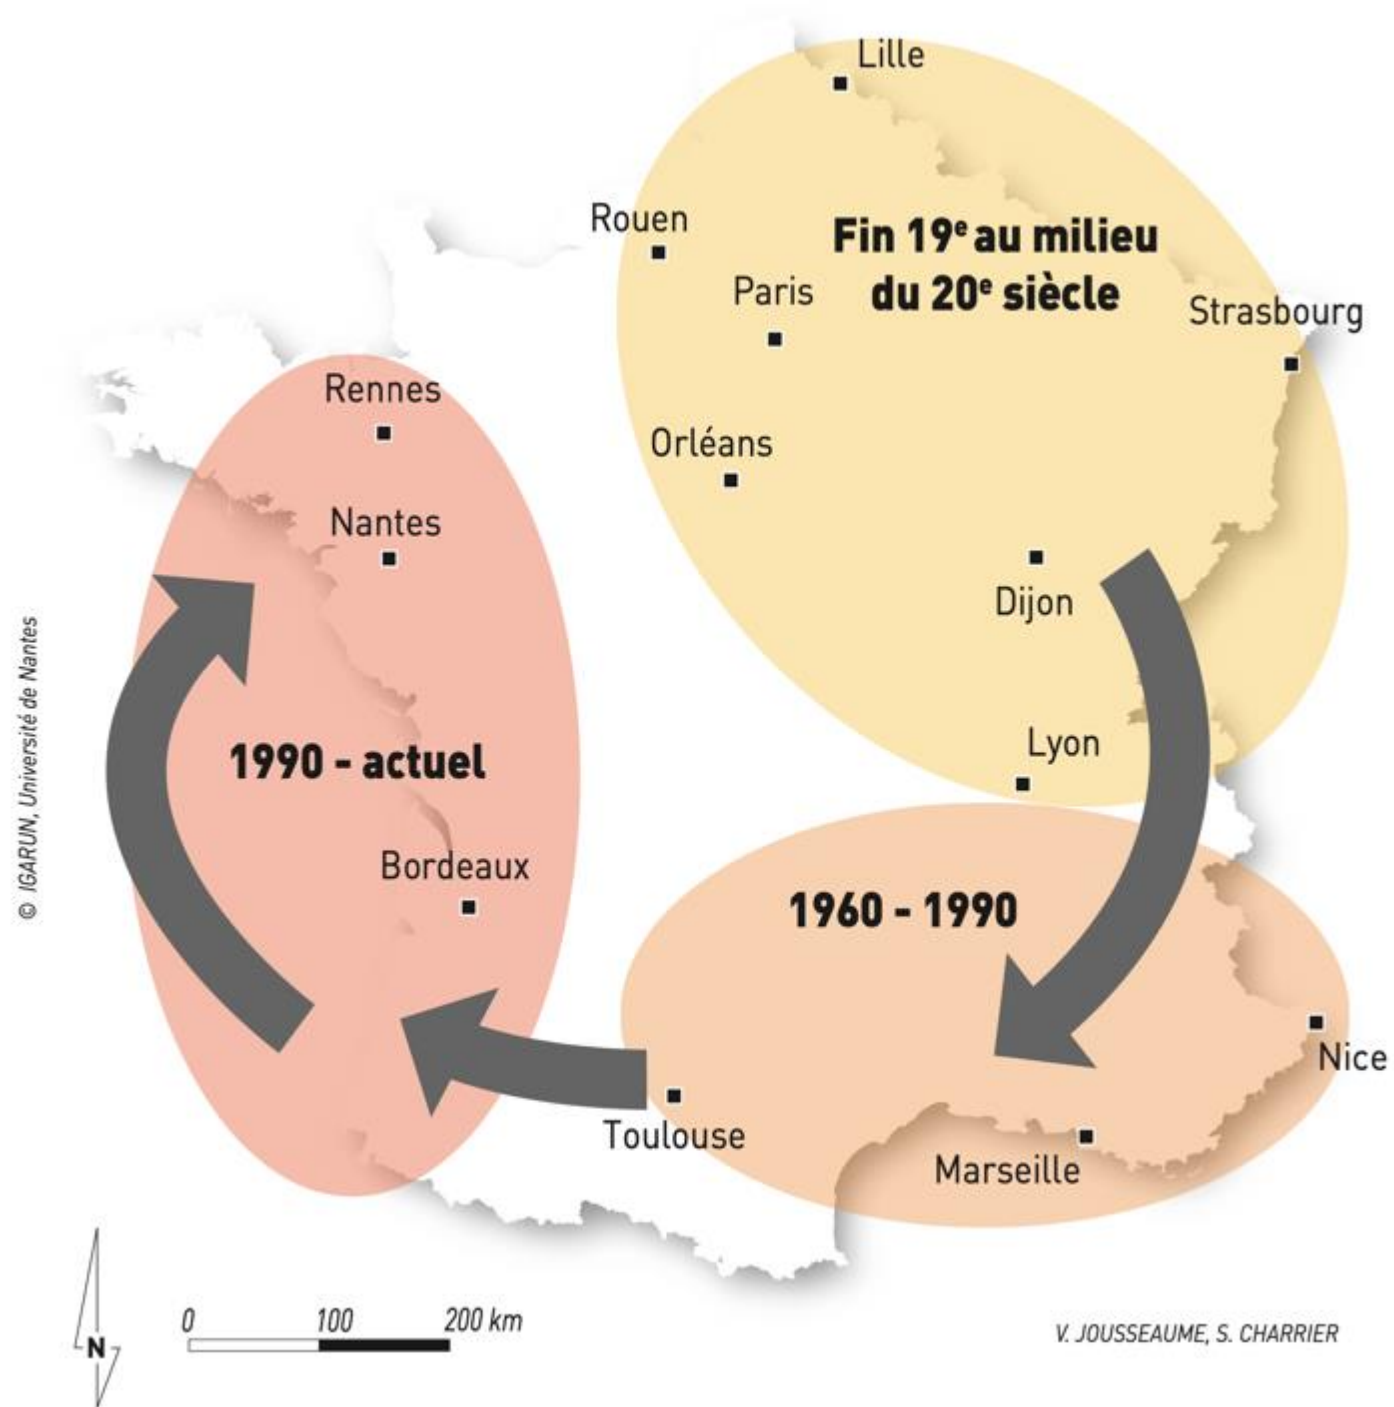 Lille
Rouen
Fin 19e au milieu
du 20e siècle
Paris
Strasbourg
Rennes
Orléans
Nantes
Dijon
Lyon
1990 - actuel
Bordeaux
1960 - 1990
Nice
Toulouse
Marseille
© IGARUN, Université de Nantes
0 100 200 km
N
V. JOUSSEAUME, S. CHARRIER